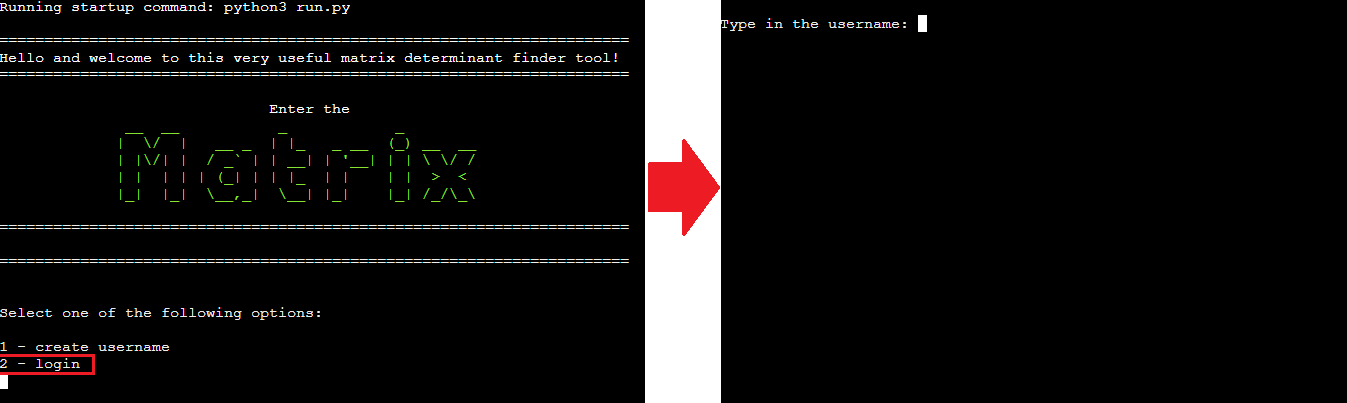 Running startup command: python3 run.py
======================================================================
Hello and welcome to this very useful matrix determinant finder tool!
======================================================================
Enter the
Matrix
======================================================================
======================================================================
Select one of the following options:
1 - create username
2 - login
Type in the username: